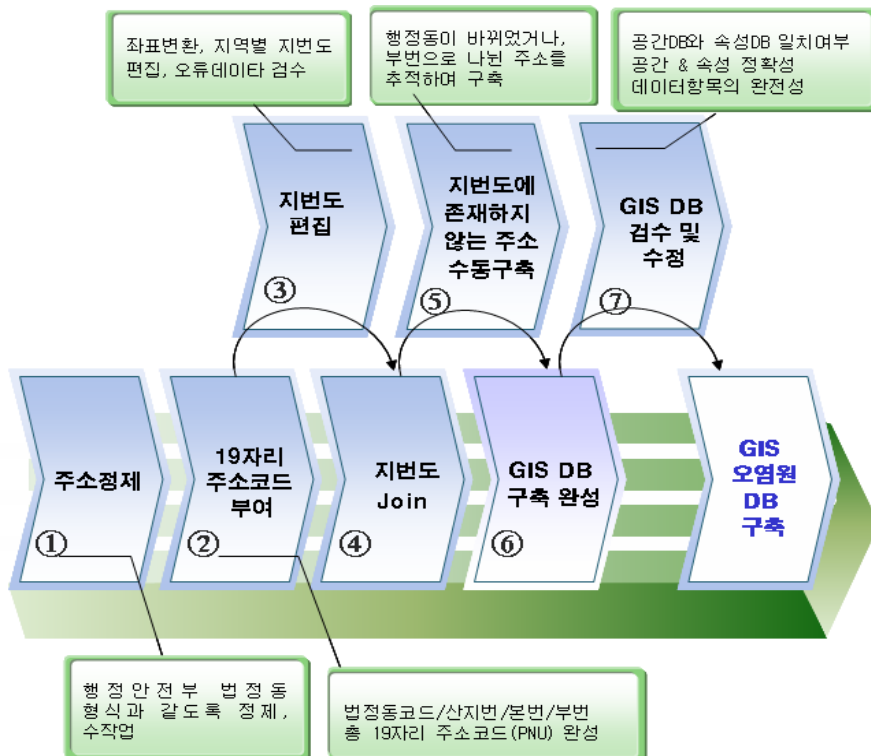 좌표변환, 지역별 지번도
편집, 오류데이타 검수
행정동이 바뀌었거나,
부번으로 나뉜 주소를
추적하며 구축
공간DB와 속성DB 일치여부
공간 & 속성 정확성
데이터항목의 완전성
지번도
편집
③
지번도에
존재하지
않는 주소
수동구축
⑤
GIS DB
검수 및
수정
⑦
주소정제
①
19자리
주소코드
부여
②
지번도
Join
④
GIS DB
구축 완성
⑥
GIS
오염원
DB
구축
행정안전부 법정동
형식과 같도록 정제,
수작업
법정동코드/산지번/본번/부번
총 19자리 주소코드(PNU) 완성